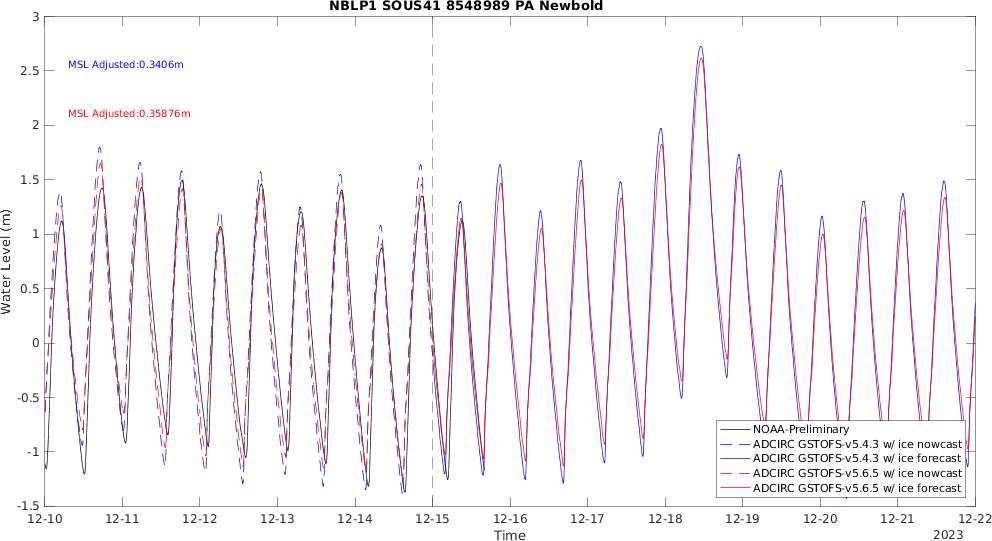 NBLP1 SOUS41 8548989 PA Newbold
3
2.5
2
1.5
1
0.5
0
-0.5
-1
-1.5
Water Level (m)
MSL Adjusted:0.3406m
MSL Adjusted:0.35876m
NOAA-Preliminary
ADCIRC GSTOFS-v5.4.3 w/ ice nowcast
ADCIRC GSTOFS-v5.4.3 w/ ice forecast
ADCIRC GSTOFS-v5.6.5 w/ ice nowcast
ADCIRC GSTOFS-v5.6.5 w/ ice forecast
12-10 12-11 12-12 12-13 12-14 12-15 12-16 12-17 12-18 12-19 12-20 12-21 12-22
Time
2023